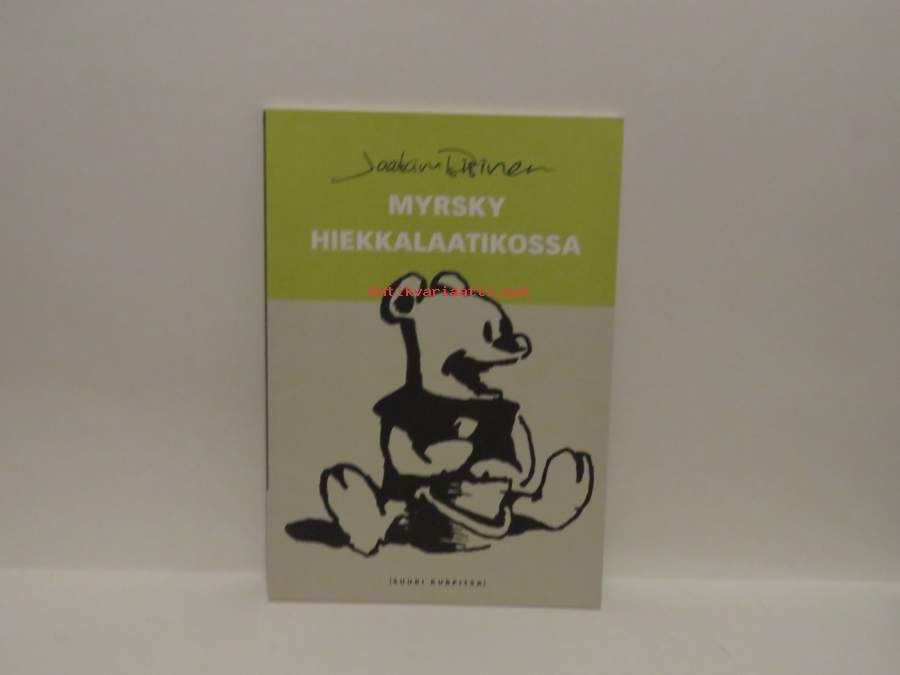 Joakim Pirinen
MYRSKY
HIEKKALAATIKOSSA
antikvariaatti.net
SUURI KURPITSA